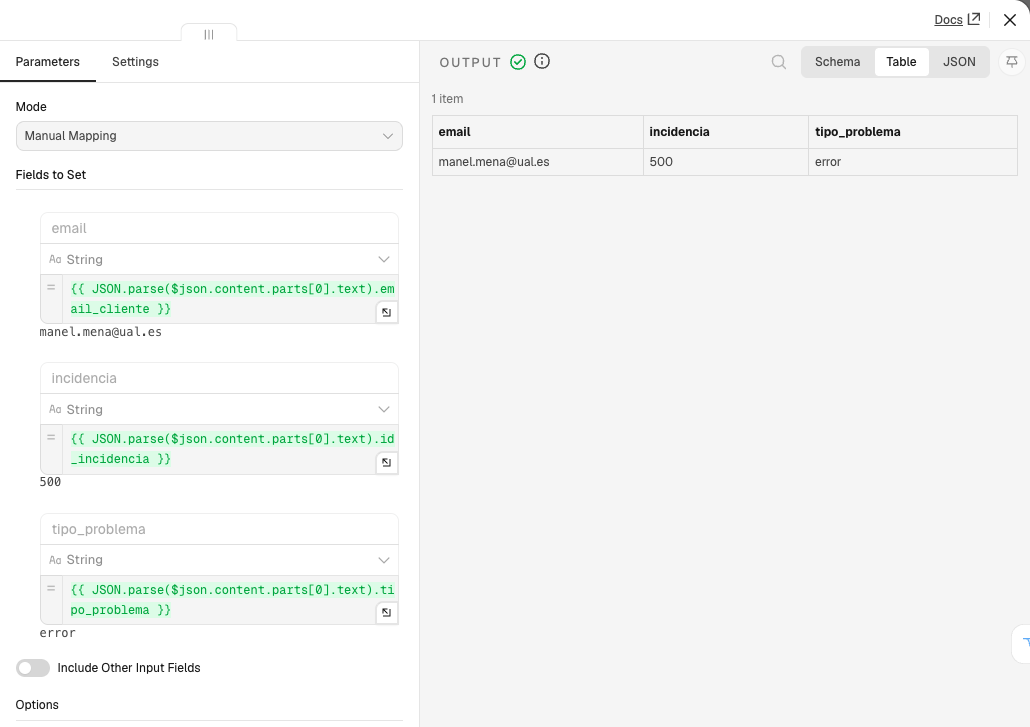 Docs
Parameters
Settings
OUTPUT
Schema
Table
JSON
Mode
Manual Mapping
Fields to Set
email
Aa String
= {{ JSON.parse($json.content.parts[0].text).em
ail_cliente }}
manel.mena@ual.es
incidencia
Aa String
= {{ JSON.parse($json.content.parts[0].text).id
_incidencia }}
500
tipo_problema
Aa String
= {{ JSON.parse($json.content.parts[0].text).ti
po_problema }}
error
Include Other Input Fields
Options
1 item
email incidencia tipo_problema
manel.mena@ual.es 500 error